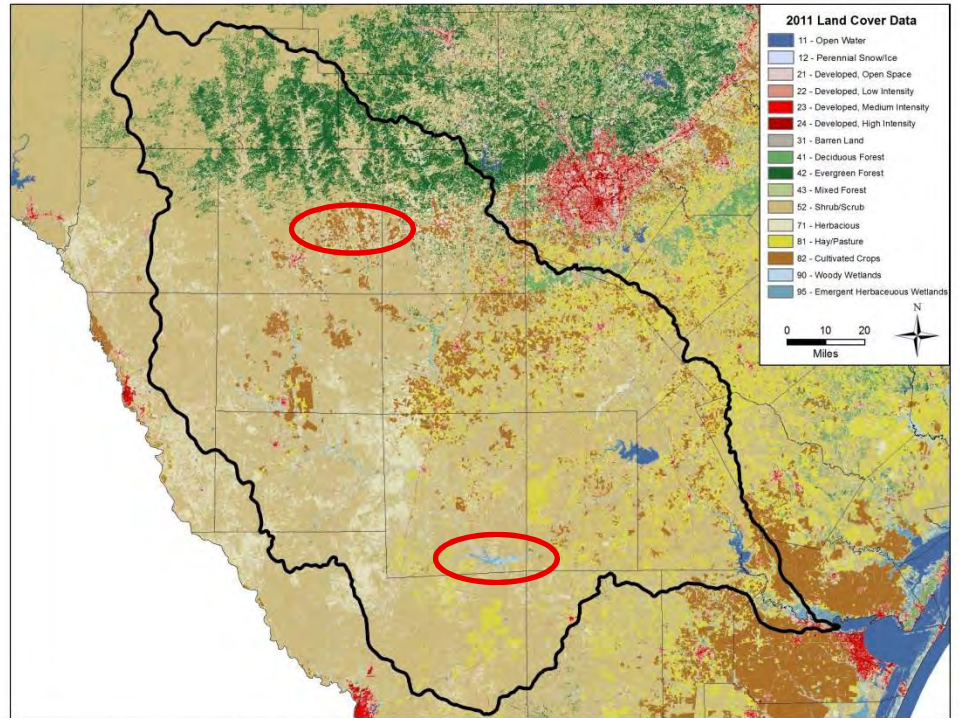 2011 Land Cover Data
11 - Open Water
12 - Perennial Snow/Ice
21 - Developed, Open Space
22 - Developed, Low Intensity
23 - Developed, Medium Intensity
24 - Developed, High Intensity
31 - Barren Land
41 - Deciduous Forest
42 - Evergreen Forest
43 - Mixed Forest
52 - Shrub/Scrub
71 - Herbacious
81 - Hay/Pasture
82 - Cultivated Crops
90 - Woody Wetlands
95 - Emergent Herbaceuous Wetlands
N
0 10 20
Miles